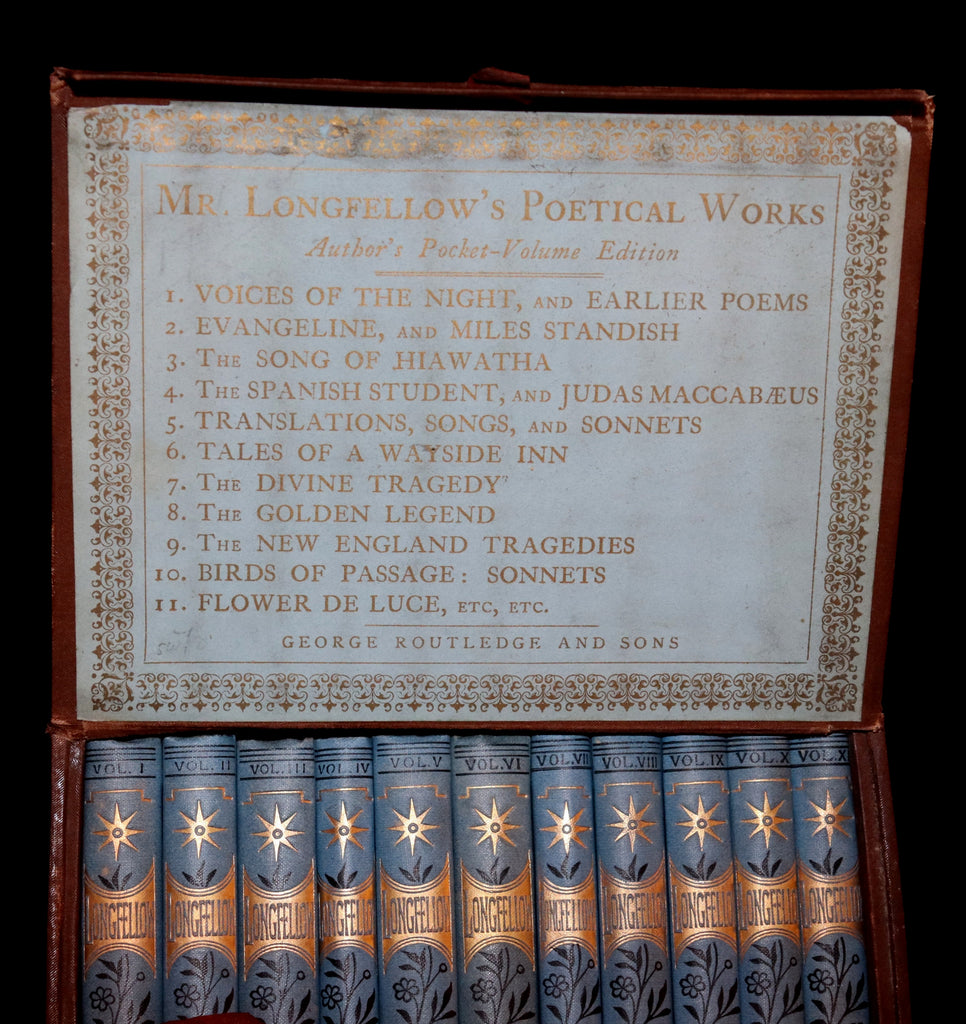 Mr. Longfellow's Poetical Works
Author's Pocket-Volume Edition
1. VOICES OF THE NIGHT, AND EARLIER POEMS
2. EVANGELINE, AND MILES STANDISH
3. The SONG OF HIAWATHA
4. The SPANISH STUDENT, AND JUDAS MACCABÆUS
5. TRANSLATIONS, SONGS, AND SONNETS
6. TALES OF A WAYSIDE INN
7. The DIVINE TRAGEDY
8. The GOLDEN LEGEND
9. The NEW ENGLAND TRAGEDIES
10. BIRDS OF PASSAGE: SONNETS
11. FLOWER DE LUCE, ETC, ETC.
GEORGE ROUTLEDGE AND SONS
VOL. I VOL. II VOL. III VOL. IV VOL. V VOL. VI VOL. VII VOL. VIII VOL. IX VOL. X VOL. X
LONGFELLOW LONGFELLOW LONGFELLOW LONGFELLOW LONGFELLOW LONGFELLOW LONGFELLOW LONGFELLOW LONGFELLOW LONGFELLOW LONGFELLOW